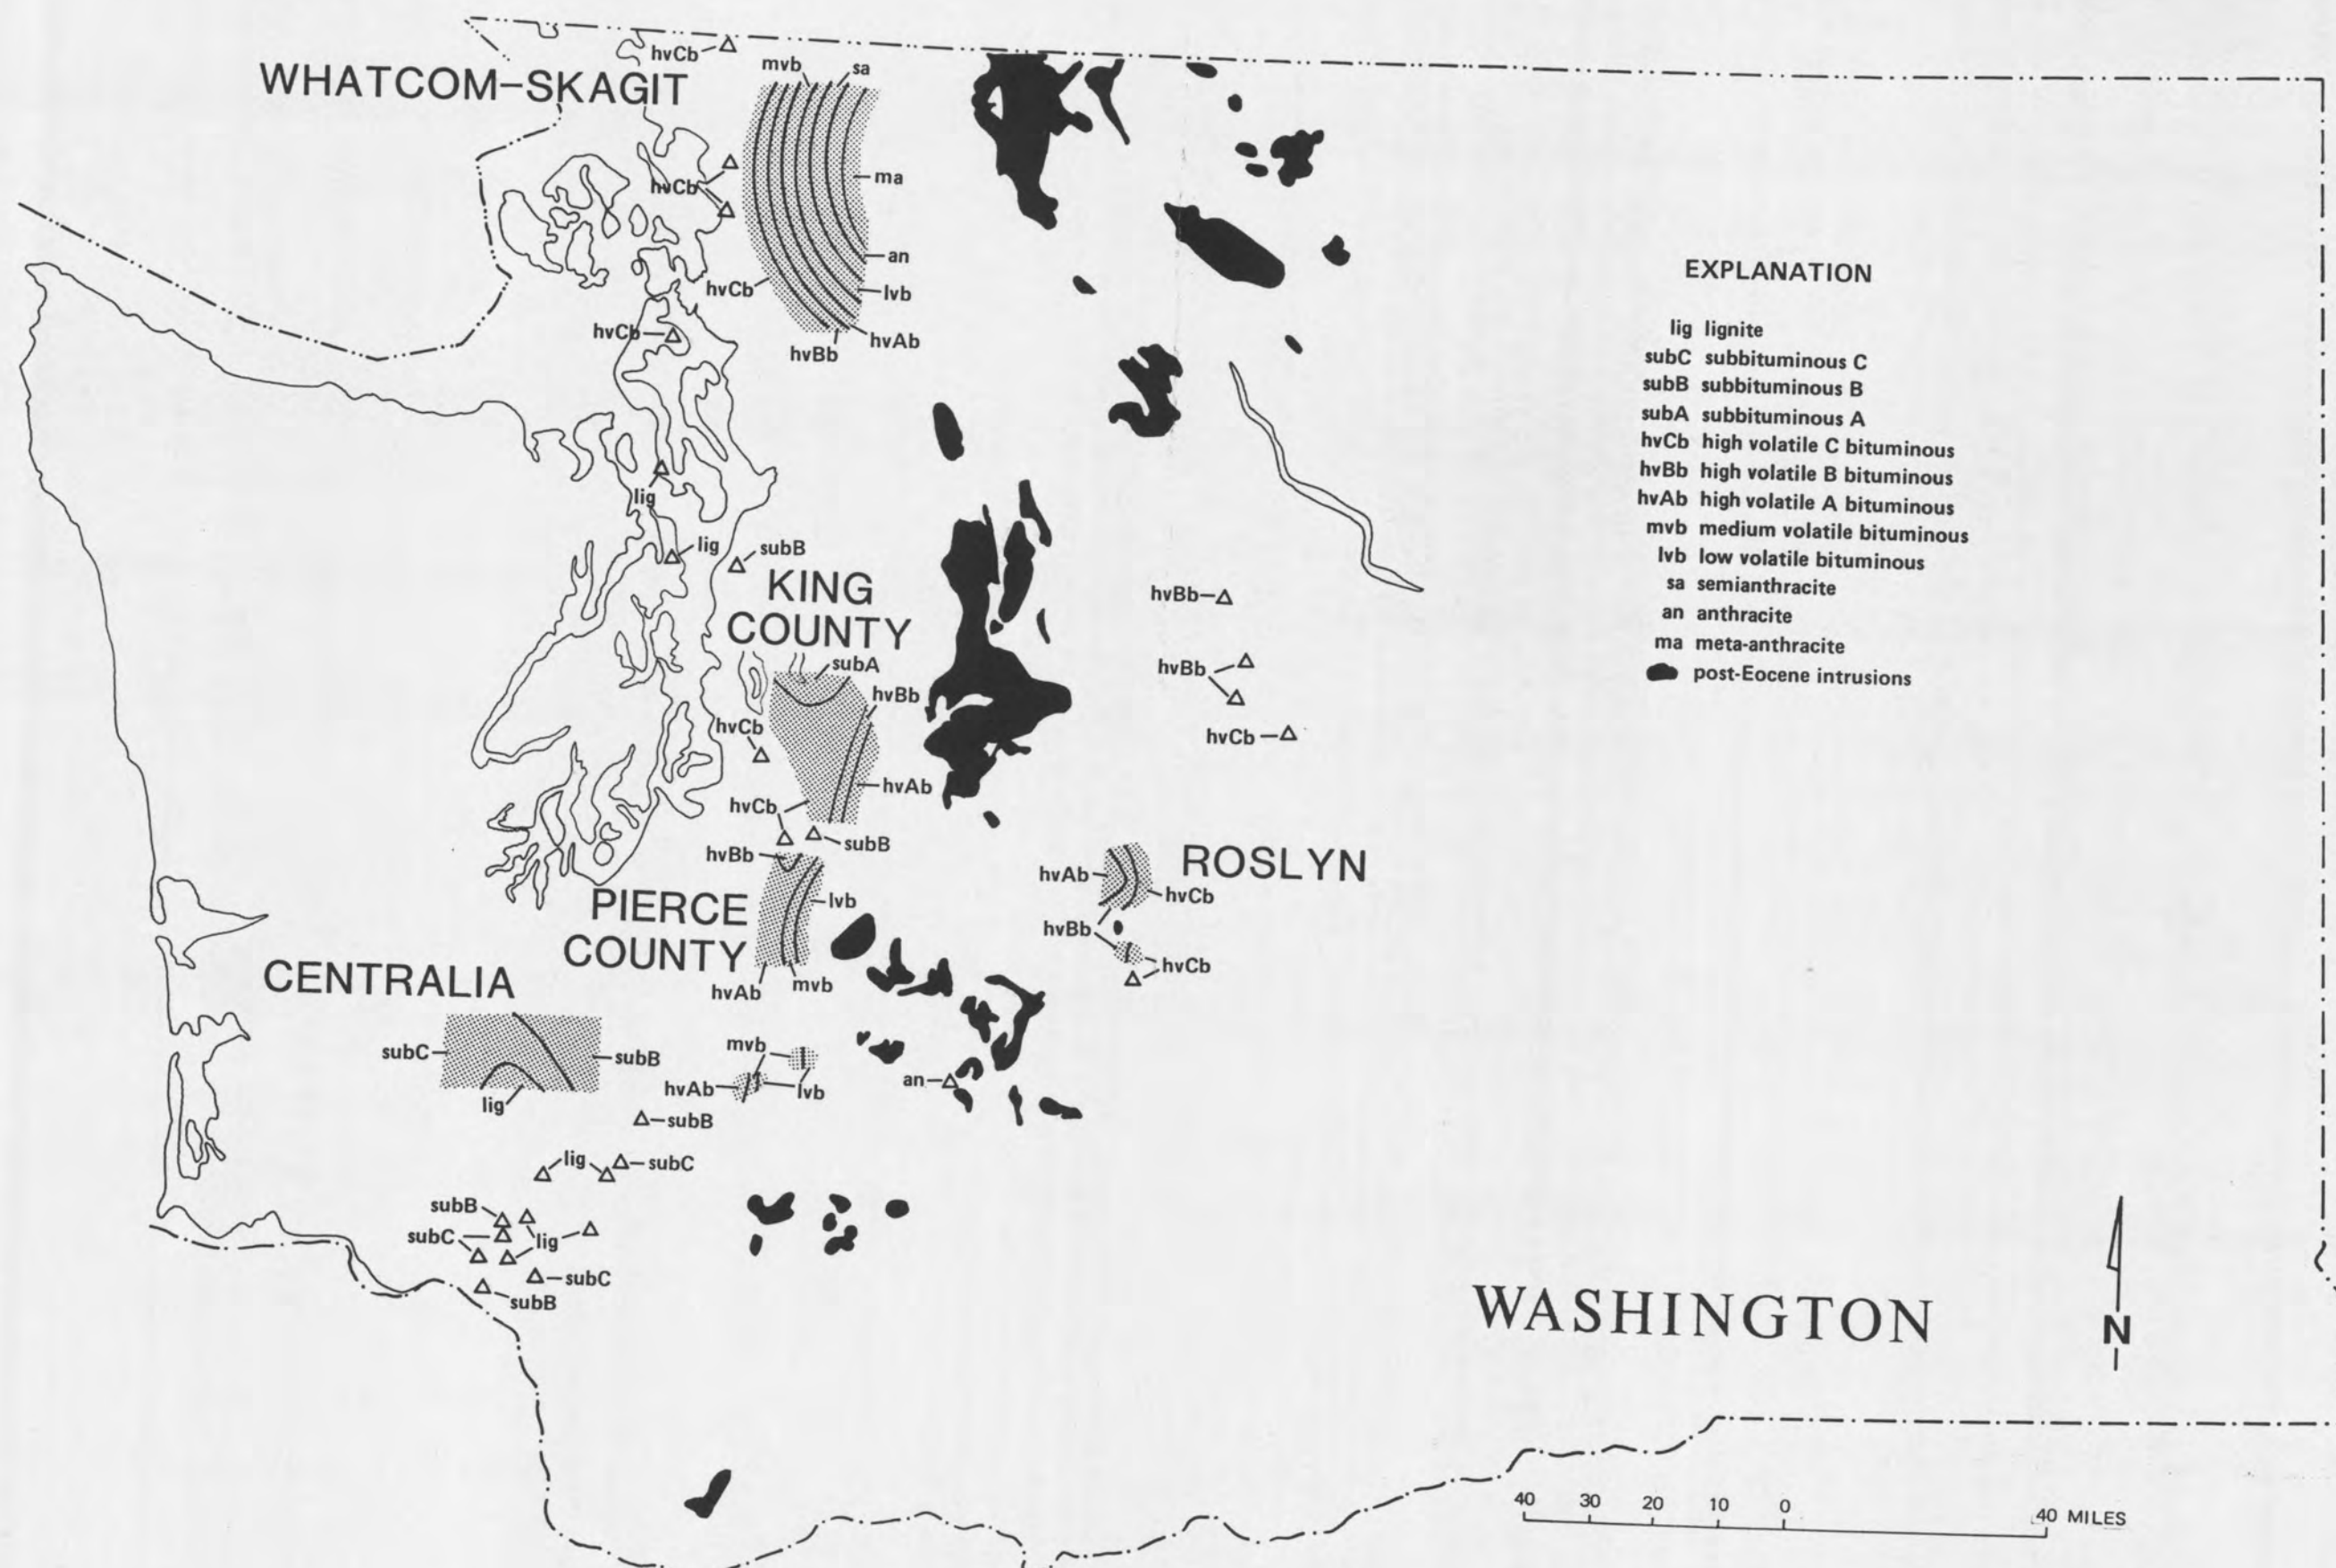 hvCb
mvb
sa
WHATCOM-SKAGIT
hvCb
ma
an
hvCb
lvb
hvCb
hvAb
hvBb
lig
lig
subB
KING
COUNTY
subA
hvBb
hvCb
hvAb
hvCb
subB
hvBb
PIERCE
COUNTY
lvb
hvAb
mvb
hvBb
hvBb
hvCb
hvAb
ROSLYN
hvCb
hvBb
hvCb
CENTRALIA
subC
subB
lig
mvb
hvAb
lvb
an
subB
lig
subC
subB
subC
lig
subC
subB
EXPLANATION
lig lignite
subC subbituminous C
subB subbituminous B
subA subbituminous A
hvCb high volatile C bituminous
hvBb high volatile B bituminous
hvAb high volatile A bituminous
mvb medium volatile bituminous
lvb low volatile bituminous
sa semianthracite
an anthracite
ma meta-anthracite
post-Eocene intrusions
WASHINGTON
N
40 30 20 10 0 40 MILES